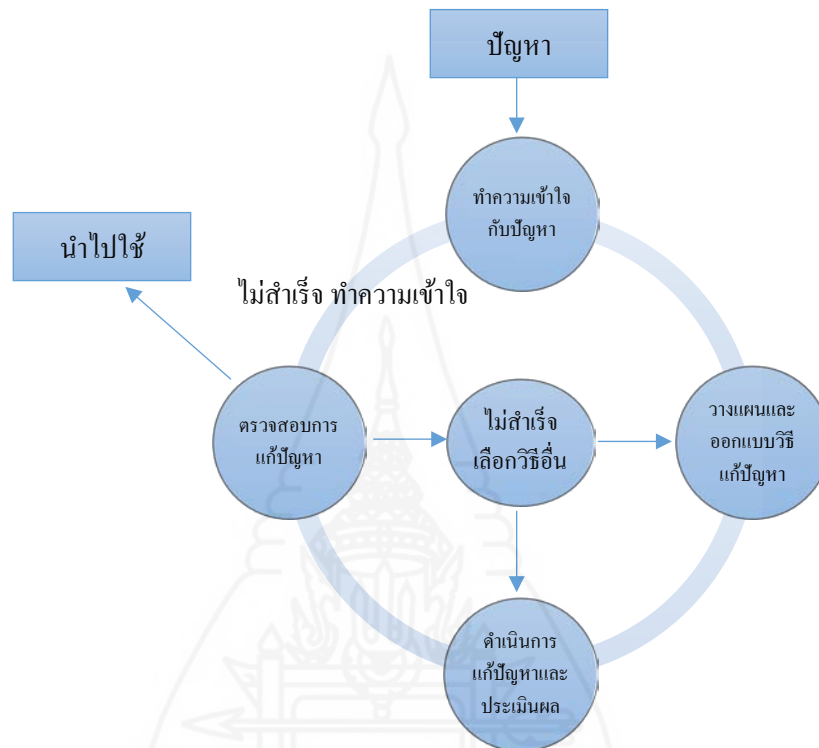 ปัญหา
ทำความเข้าใจ
กับปัญหา
นำไปใช้
ไม่สำเร็จ ทำความเข้าใจ
ตรวจสอบการ
แก้ปัญหา
ไม่สำเร็จ
เลือกวิธีอื่น
วางแผนและ
ออกแบบวิธี
แก้ปัญหา
ดำเนินการ
แก้ปัญหาและ
ประเมินผล